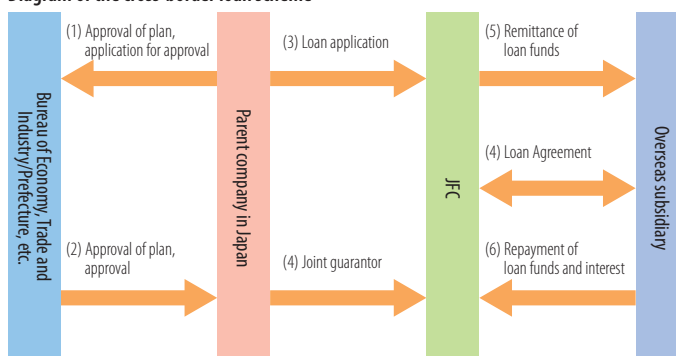 Diagram of the cross-border loan scheme
(1) Approval of plan,
application for approval
(3) Loan application
(5) Remittance of
loan funds
Bureau of Economy, Trade and
Industry/Prefecture, etc.
Parent company in Japan
JFC
(4) Loan Agreement
Overseas subsidiary
(2) Approval of plan,
approval
(4) Joint guarantor
(6) Repayment of
loan funds and interest